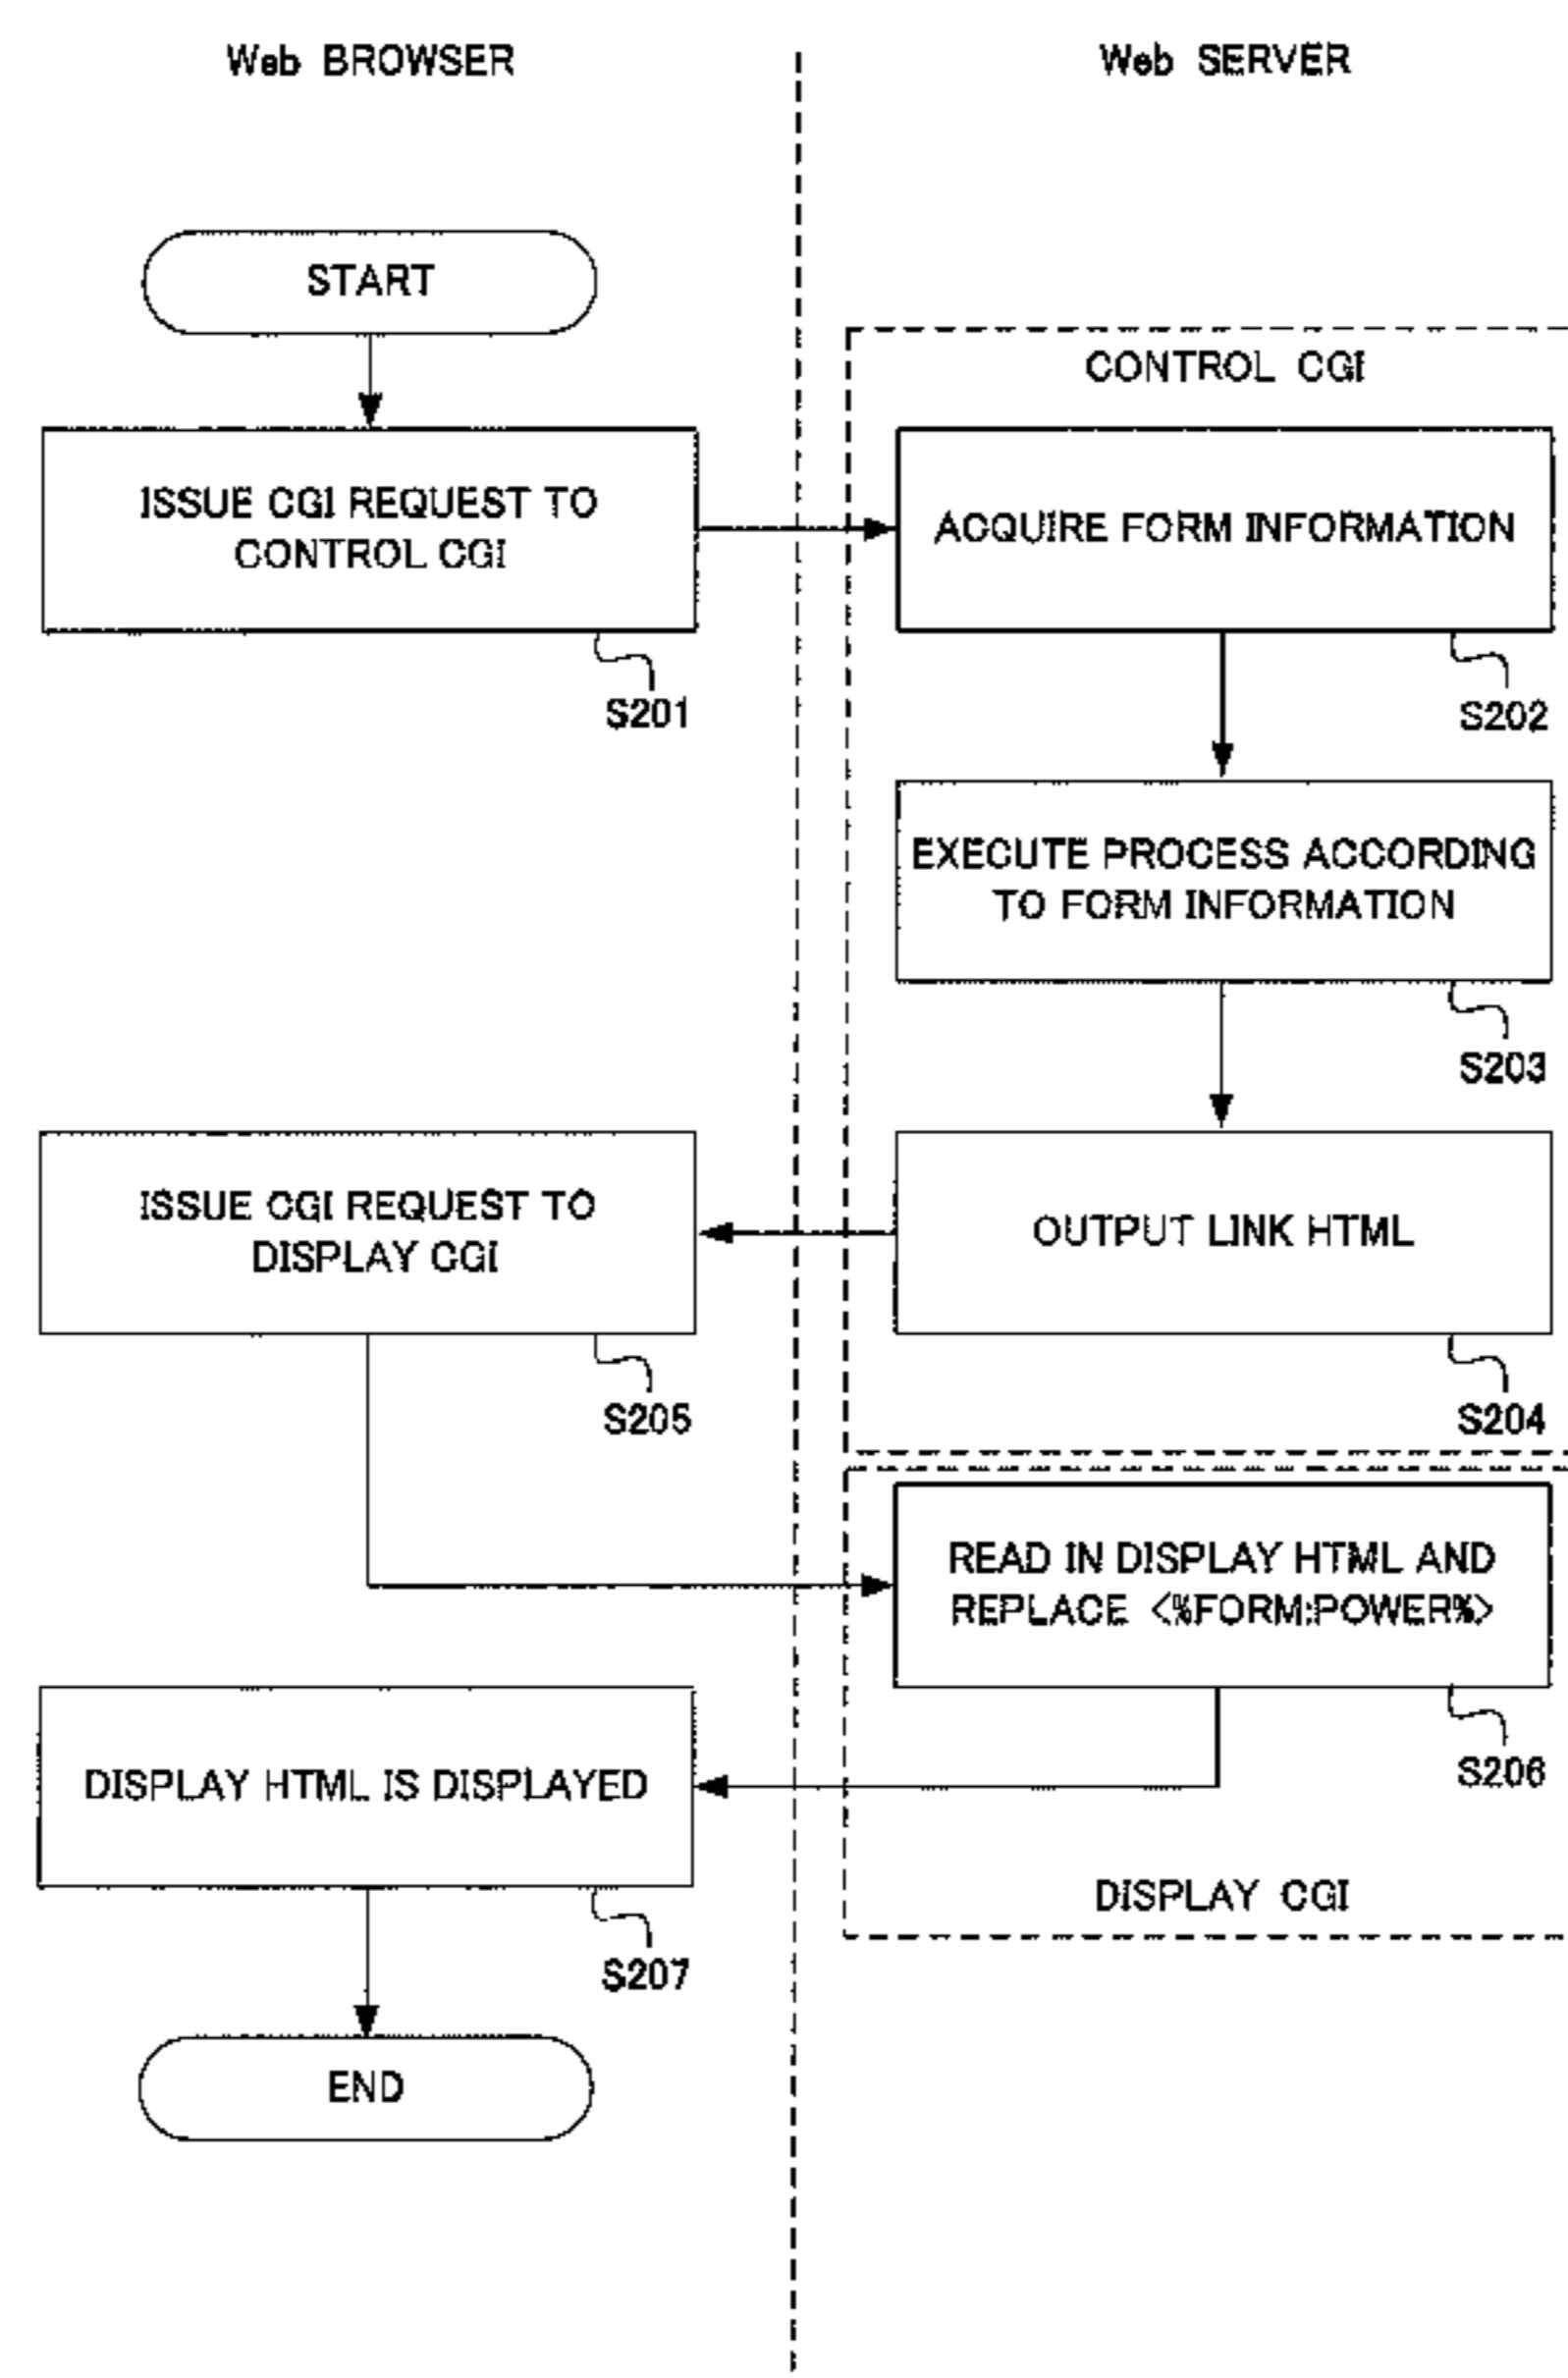 Web BROWSER
Web SERVER
START
CONTROL CGI
ISSUE CGI REQUEST TO
CONTROL CGI
S201
ACQUIRE FORM INFORMATION
S202
EXECUTE PROCESS ACCORDING
TO FORM INFORMATION
S203
OUTPUT LINK HTML
S204
ISSUE CGI REQUEST TO
DISPLAY CGI
S205
READ IN DISPLAY HTML AND
REPLACE <%FORM:POWER%>
S206
DISPLAY CGI
DISPLAY HTML IS DISPLAYED
S207
END